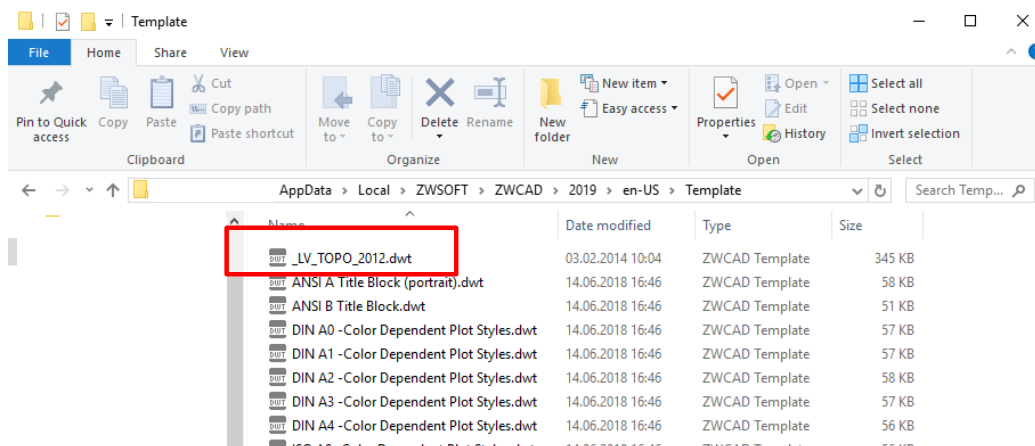 Template
File Home Share View
Pin to Quick access
Copy
Paste
Cut
Copy path
Paste shortcut
Clipboard
Move to
Copy to
Delete
Rename
Organize
New folder
New item
Easy access
New
Properties
Open
Edit
History
Open
Select all
Select none
Invert selection
Select
AppData > Local > ZWSOFT > ZWCAD > 2019 > en-US > Template
Search Temp...
Name Date modified Type Size
DWT _LV_TOPO_2012.dwt 03.02.2014 10:04 ZWCAD Template 345 KB
DWT ANSI A Title Block (portrait).dwt 14.06.2018 16:46 ZWCAD Template 58 KB
DWT ANSI B Title Block.dwt 14.06.2018 16:46 ZWCAD Template 51 KB
DWT DIN A0 -Color Dependent Plot Styles.dwt 14.06.2018 16:46 ZWCAD Template 57 KB
DWT DIN A1 -Color Dependent Plot Styles.dwt 14.06.2018 16:46 ZWCAD Template 57 KB
DWT DIN A2 -Color Dependent Plot Styles.dwt 14.06.2018 16:46 ZWCAD Template 58 KB
DWT DIN A3 -Color Dependent Plot Styles.dwt 14.06.2018 16:46 ZWCAD Template 57 KB
DWT DIN A4 -Color Dependent Plot Styles.dwt 14.06.2018 16:46 ZWCAD Template 56 KB